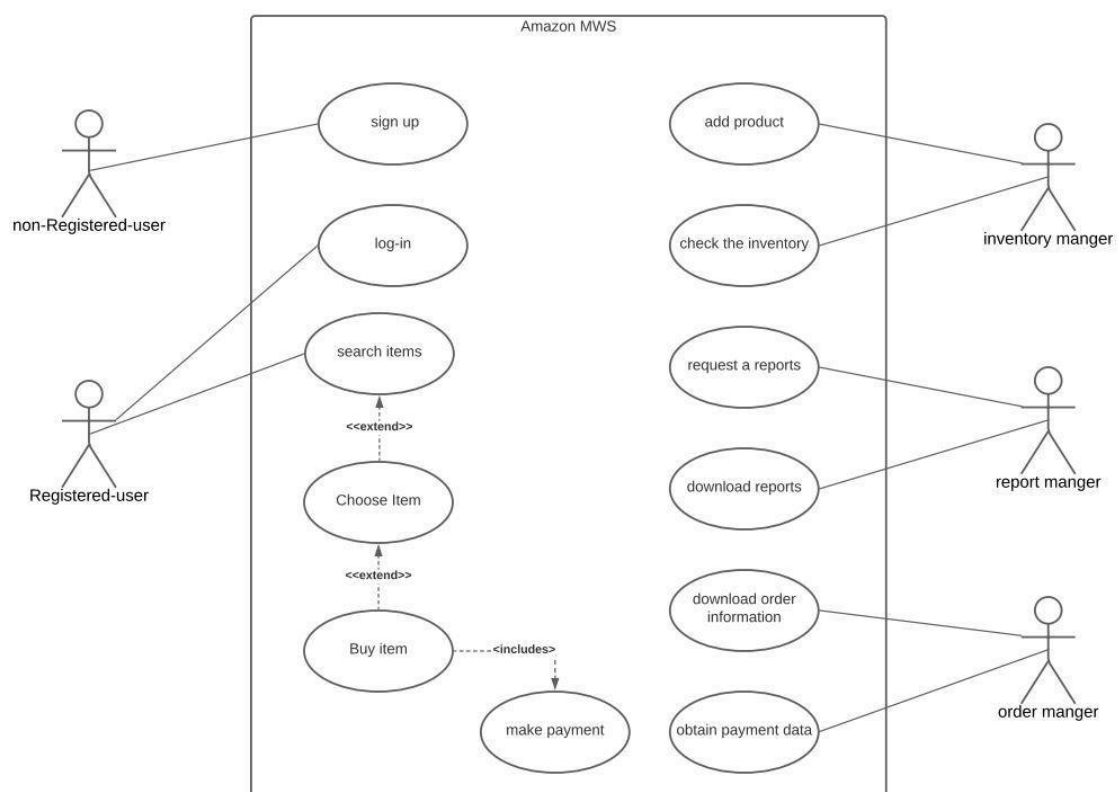 Amazon MWS
sign up
add product
non-Registered-user
log-in
check the inventory
inventory manger
search items
request a reports
<<extend>>
Registered-user
Choose Item
download reports
report manger
<<extend>>
download order
information
Buy item
<includes>
make payment
obtain payment data
order manger